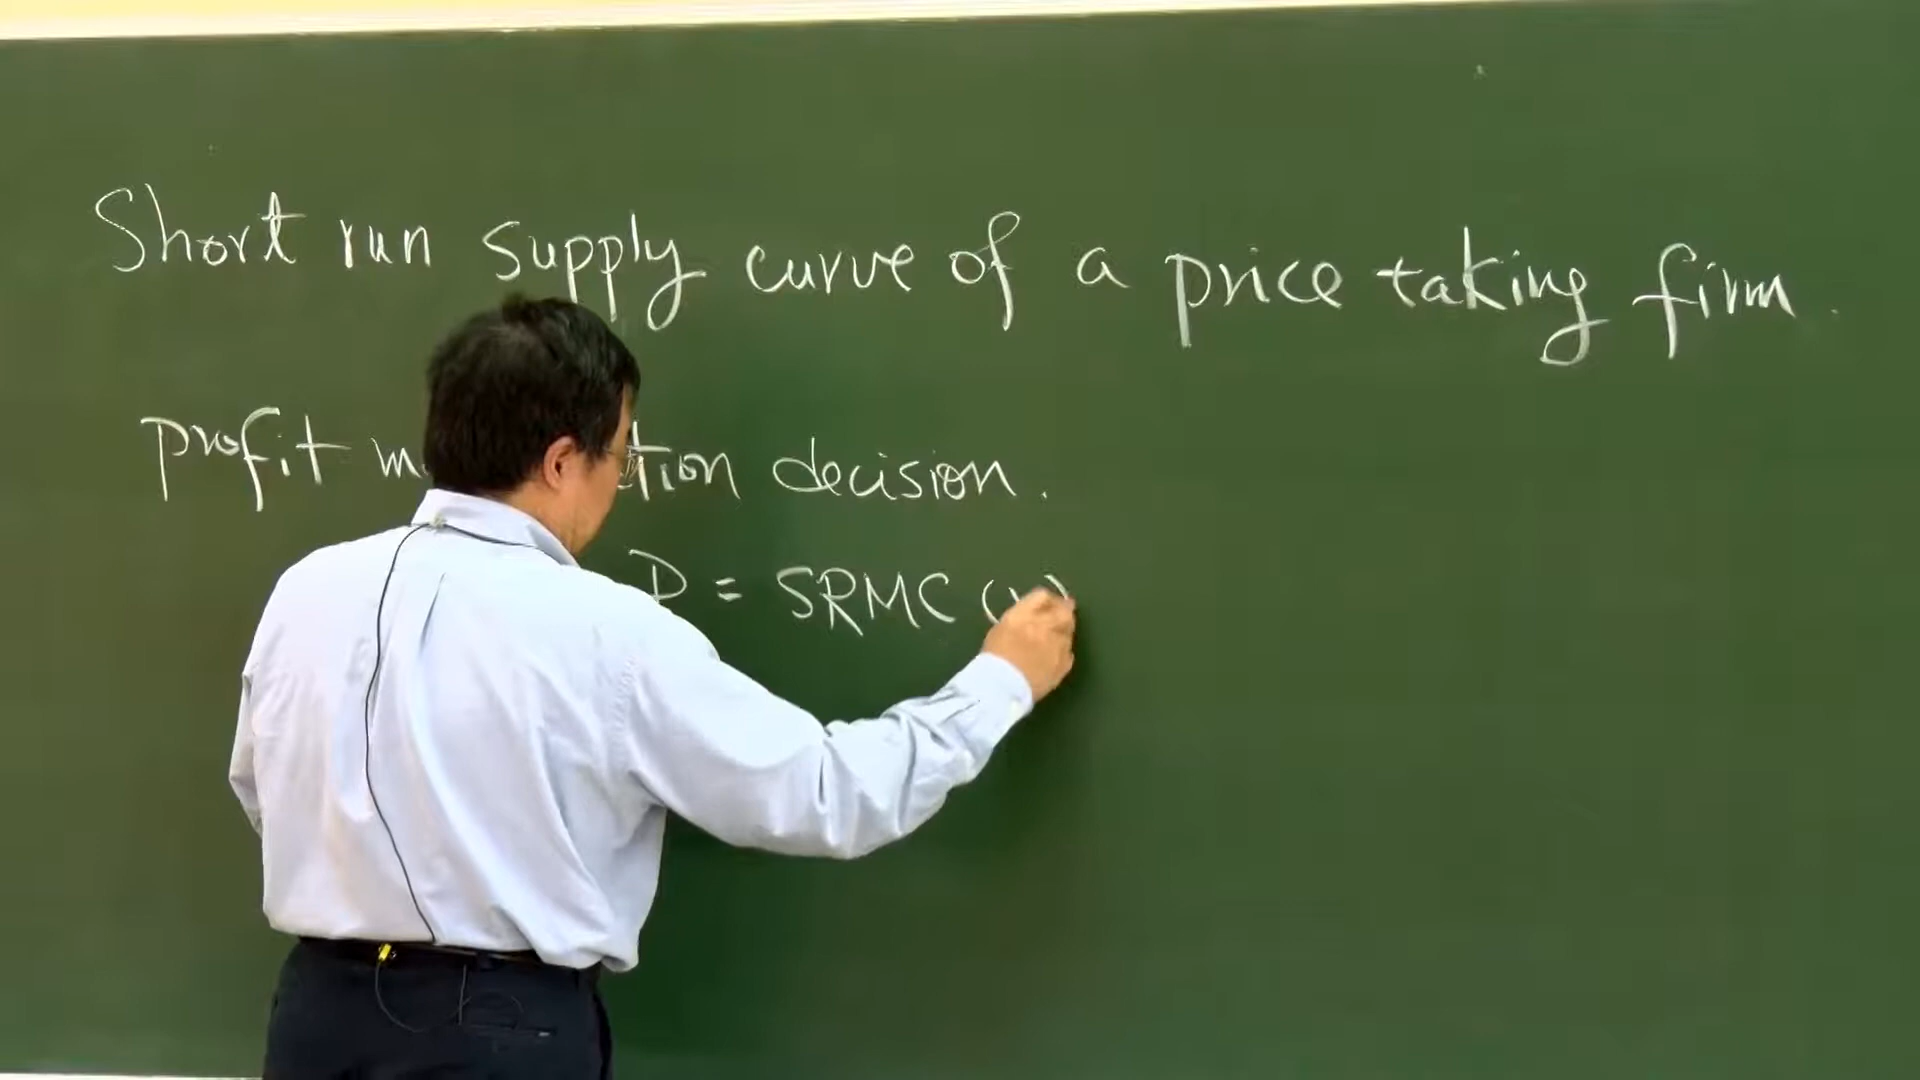 Short run supply curve of a price taking firm.
profit decision.
P = SRMC (